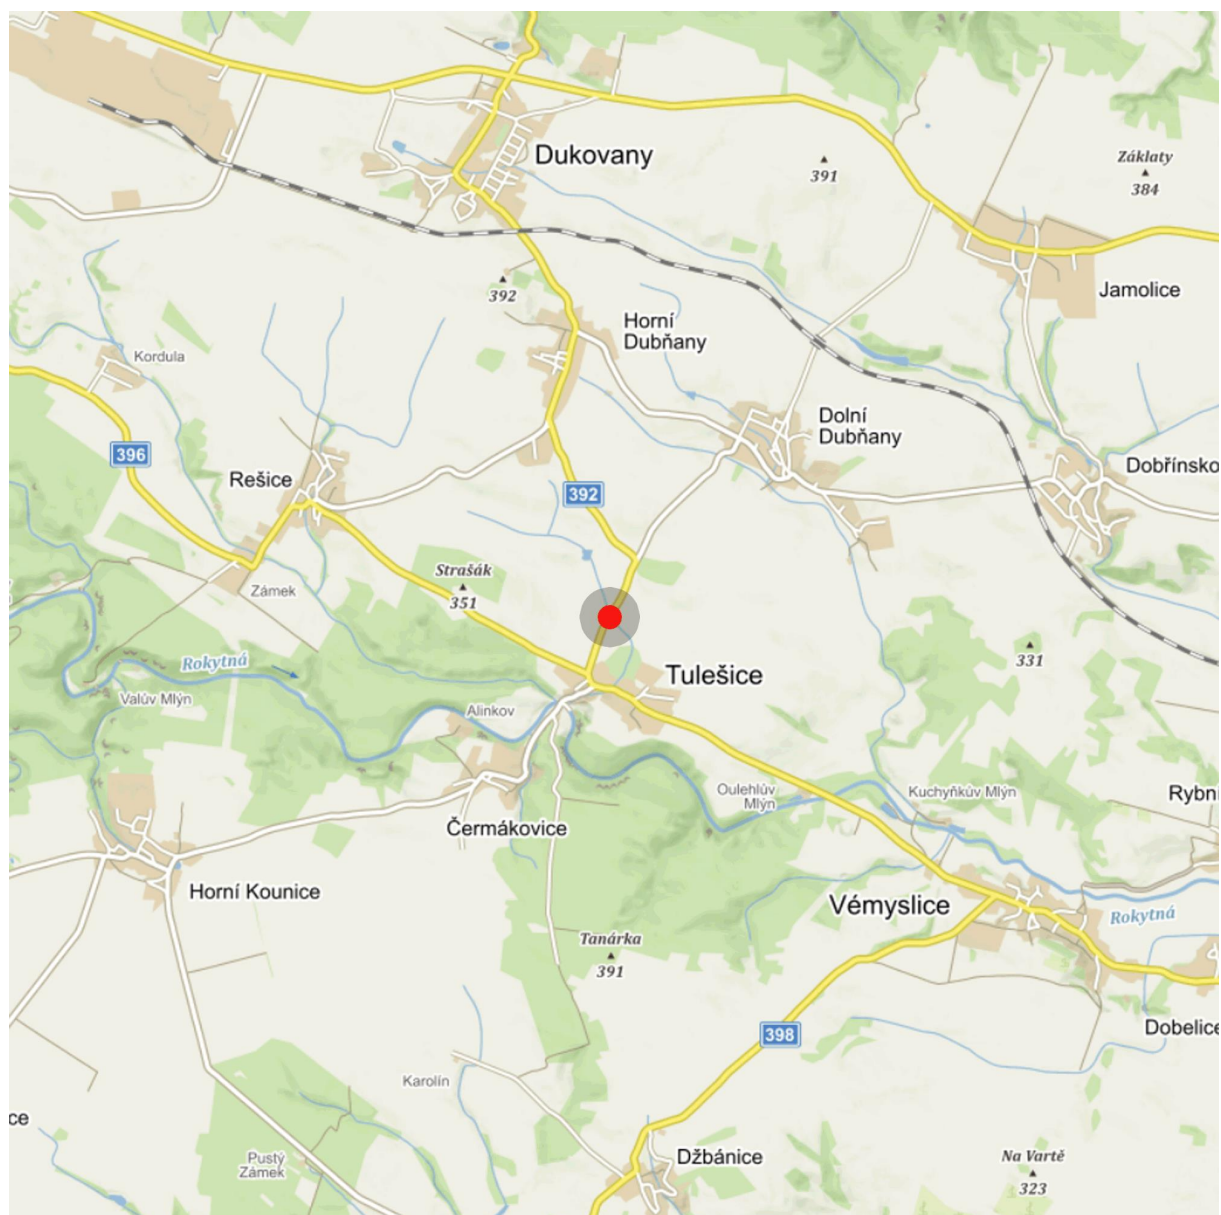 Dukovany
391
Základy
384
392
Jamolice
Horní
Dubňany
Kordula
Dolní
Dubňany
396
Rešice
392
Dobřínsko
Strašák
351
Zámek
331
Rokytná
Tulešice
Valův Mlýn
Alinkov
Oulehlův
Mlýn
Kuchyňkův Mlýn
Rybní
Čermákovice
Horní Kounice
Vémyslice
Rokytná
Tanárka
391
398
Dobelice
Karolín
ce
Pustý
Zámek
Džbánice
Na Vartě
323